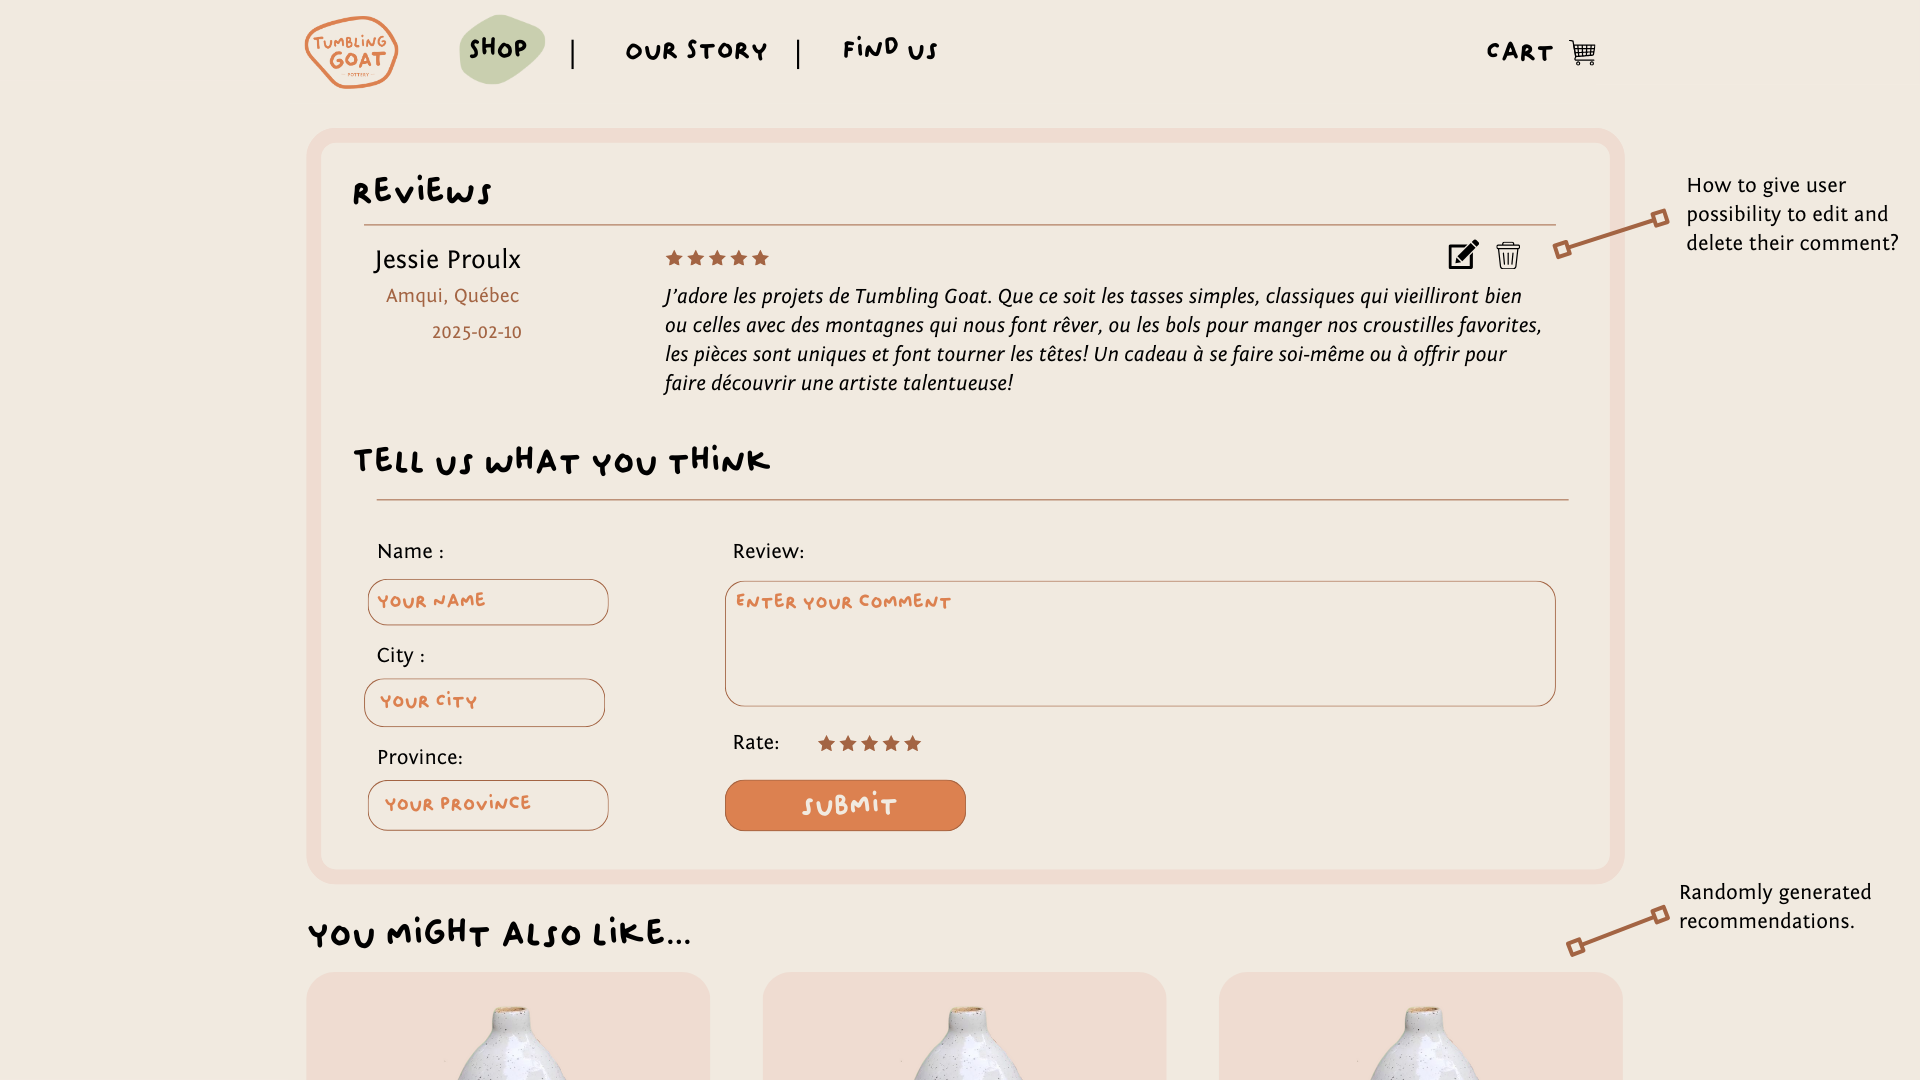 TUMBLING
GOAT
POTTERY
SHOP | OUR STORY | FIND US
CART
REVIEWS
How to give user
possibility to edit and
delete their comment?
Jessie Proulx
Amqui, Québec
2025-02-10
J'adore les projets de Tumbling Goat. Que ce soit les tasses simples, classiques qui vieilliront bien
ou celles avec des montagnes qui nous font rêver, ou les bols pour manger nos croustilles favorites,
les pièces sont uniques et font tourner les têtes! Un cadeau à se faire soi-même ou à offrir pour
faire découvrir une artiste talentueuse!
TELL US WHAT YOU THINK
Name :
YOUR NAME
City :
YOUR CITY
Province:
YOUR PROVINCE
Review:
ENTER YOUR COMMENT
Rate:
SUBMIT
Randomly generated
recommendations.
YOU MIGHT ALSO LIKE...